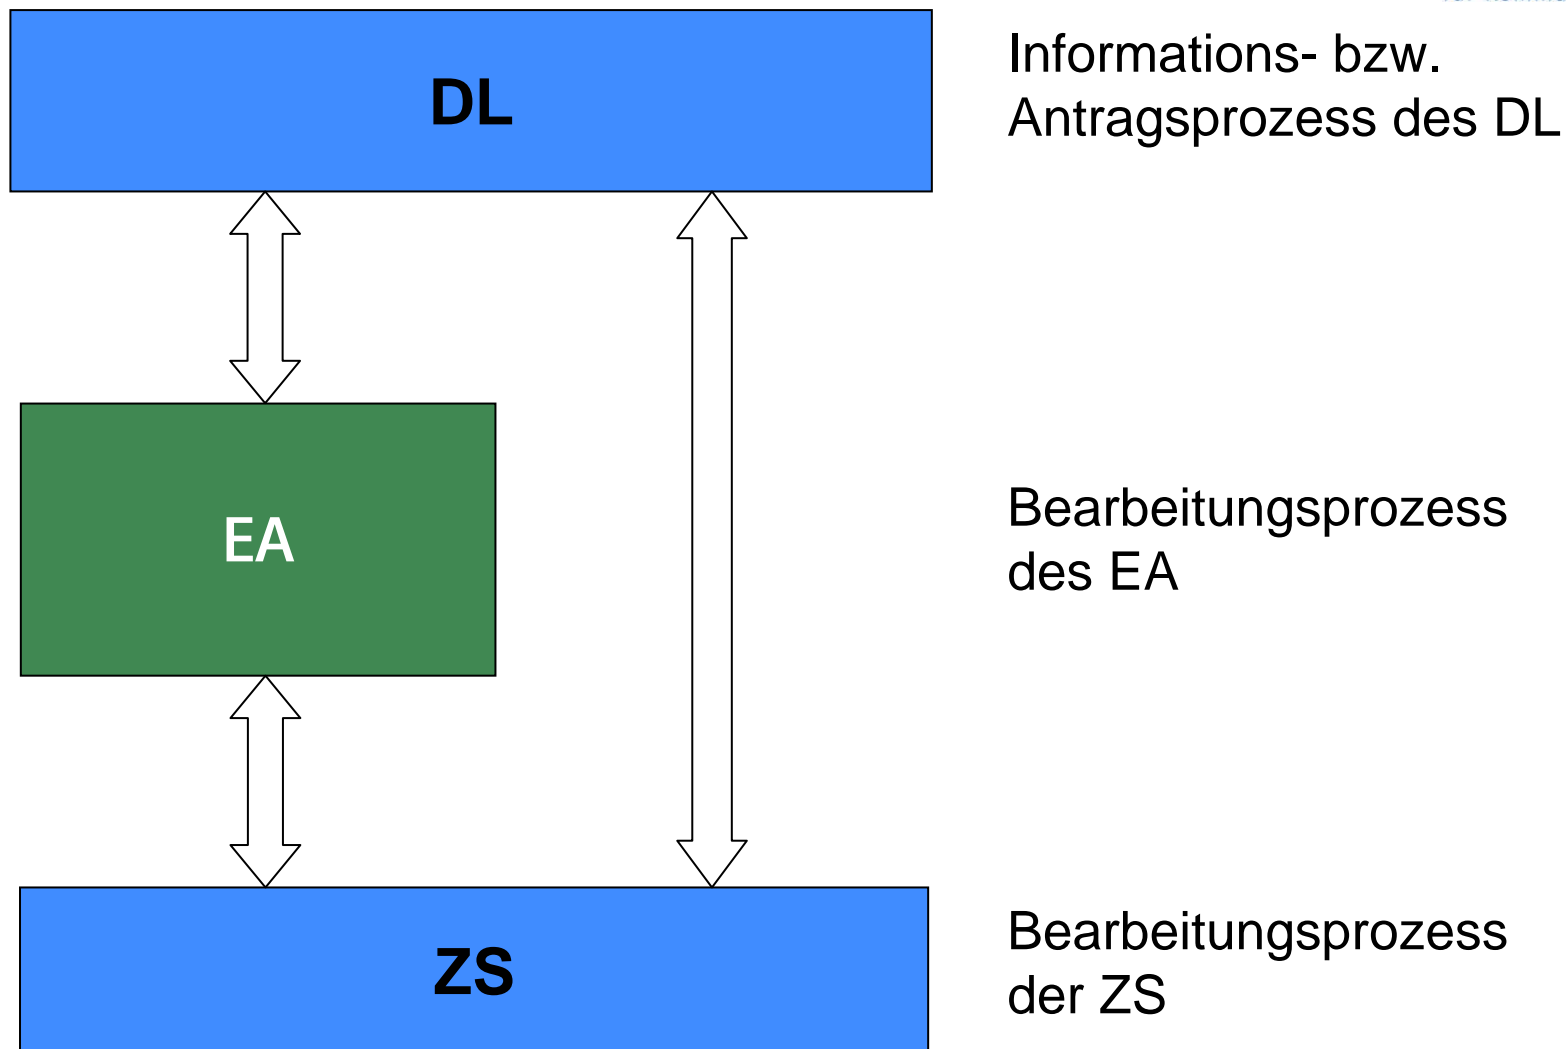 DL
Informations- bzw.
Antragsprozess des DL
EA
Bearbeitungsprozess
des EA
ZS
Bearbeitungsprozess
der ZS